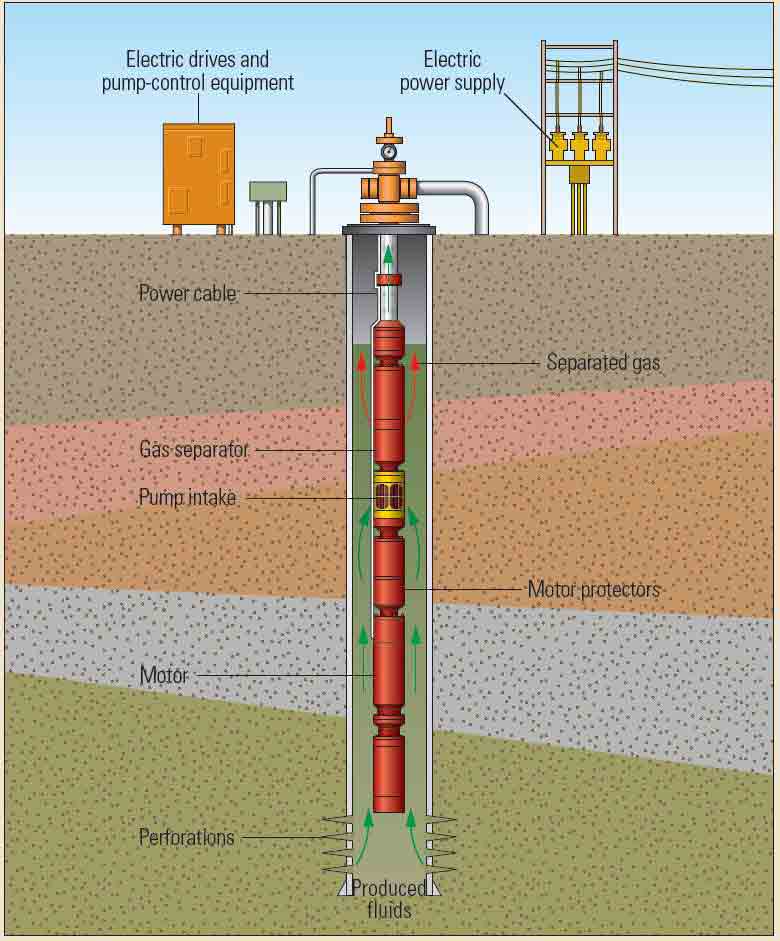 Electric drives and
pump-control equipment
Electric
power supply
Power cable
Separated gas
Gas separator
Pump intake
Motor protectors
Motor
Perforations
Produced
fluids